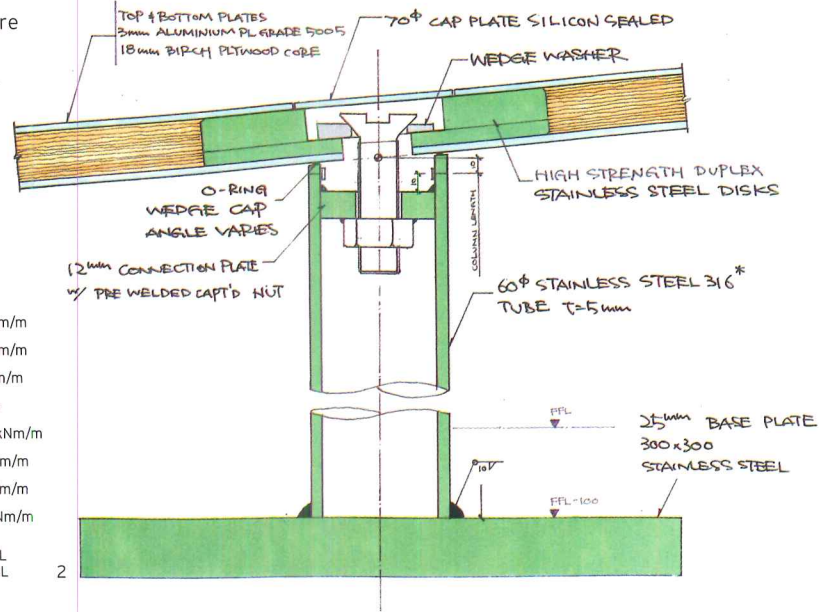 re
TOP & BOTTOM PLATES
3mm ALUMINIUM PL GRADE 5005
18mm BIRCH PLYWOOD CORE
70ϕ CAP PLATE SILICON SEALED
WEDGE WASHER
HIGH STRENGTH DUPLEX
STAINLESS STEEL DISKS
O-RING
WEDGE CAP
ANGLE VARIES
12mm CONNECTION PLATE
w/ PRE WELDED CAPT'D NUT
COLUMN LENGTH
60ϕ STAINLESS STEEL 316*
TUBE T=5mm
m/m
m/m
m/m
kNm/m
m/m
m/m
Nm/m
L
L
2
FFL
25mm BASE PLATE
300x300
STAINLESS STEEL
10
FFL-100